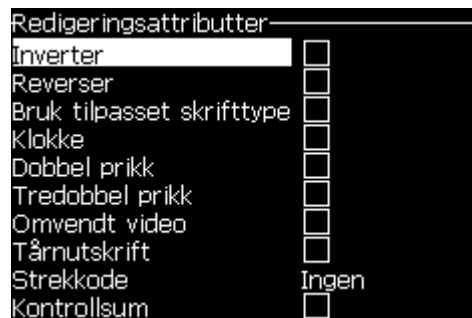 Redigeringsattributter
Inverter
Reverser
Bruk tilpasset skrifttype
Klokke
Dobbel prikk
Tredobbel prikk
Omvendt video
Tårnutskrift
Strekkode Ingen
Kontrollsum